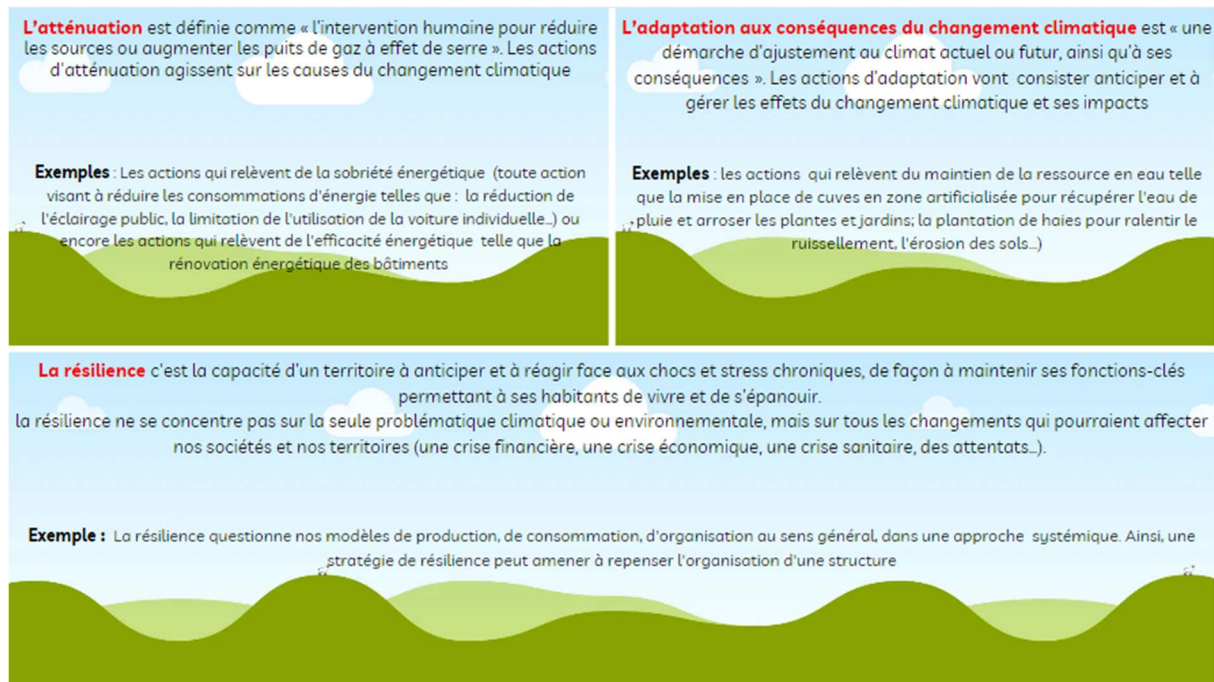 L'atténuation est définie comme « l'intervention humaine pour réduire
les sources ou augmenter les puits de gaz à effet de serre ». Les actions
d'atténuation agissent sur les causes du changement climatique
Exemples : Les actions qui relèvent de la sobriété énergétique (toute action
visant à réduire les consommations d'énergie telles que : la réduction de
l'éclairage public, la limitation de l'utilisation de la voiture individuelle...) ou
encore les actions qui relèvent de l'efficacité énergétique telle que la
rénovation énergétique des bâtiments
L'adaptation aux conséquences du changement climatique est « une
démarche d'ajustement au climat actuel ou futur, ainsi qu'à ses
conséquences ». Les actions d'adaptation vont consister anticiper et à
gérer les effets du changement climatique et ses impacts
Exemples : les actions qui relèvent du maintien de la ressource en eau telle
que la mise en place de cuves en zone artificialisée pour récupérer l'eau de
pluie et arroser les plantes et jardins; la plantation de haies pour ralentir le
ruissellement, l'érosion des sols...)
La résilience c'est la capacité d'un territoire à anticiper et à réagir face aux chocs et stress chroniques, de façon à maintenir ses fonctions-clés
permettant à ses habitants de vivre et de s'épanouir.
la résilience ne se concentre pas sur la seule problématique climatique ou environnementale, mais sur tous les changements qui pourraient affecter
nos sociétés et nos territoires (une crise financière, une crise économique, une crise sanitaire, des attentats...).
Exemple : La résilience questionne nos modèles de production, de consommation, d'organisation au sens général, dans une approche systémique. Ainsi, une
stratégie de résilience peut amener à repenser l'organisation d'une structure